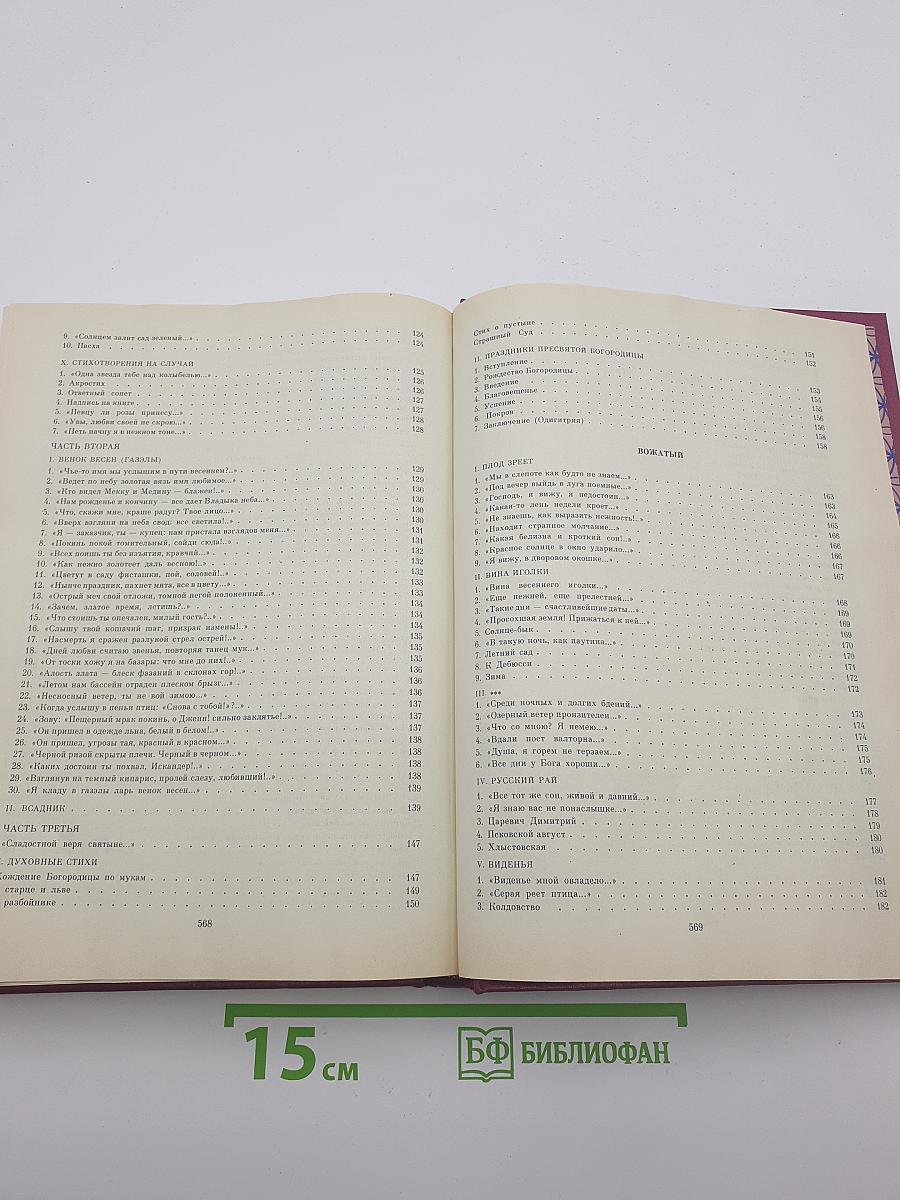 9. «Солнцем залит сад зеленый...» 124
10. Пасха 124
X. СТИХОТВОРЕНИЯ НА СЛУЧАЙ
1. «Одна звезда тебе над колыбелью...» 125
2. Акростих 126
3. Ответный сонет 126
4. Надпись на книге 127
5. «Певцу ли розы принесу...» 127
6. «Увы, любви своей не скрою...» 128
7. «Петь начну я в нежном тоне...» 128
ЧАСТЬ ВТОРАЯ
I. ВЕНОК ВЕСЕН (ГАЗЭЛЫ)
1. «Чье-то имя мы услышим в пути весеннем?..» 129
2. «Ведет по небу золотая вязь имя любимое...» 129
3. «Кто видел Мекку и Медину — блажен!..» 130
4. «Нам рожденье и кончину — все дает Владыка неба...» 130
5. «Что, скажи мне, краше радуг? Твое лицо...» 130
6. «Вверх взгляни на неба свод: все светила!..» 130
7. «Я — заказчик, ты — купец: нам пристала взглядов меня...» 131
8. «Покинь покой томительный, сойди сюда!..» 131
9. «Всех поишь ты без изъятия, кравчий...» 132
10. «Как нежно золотеет даль весною!..» 132
11. «Цветут в саду фисташки, пой, соловей!..» 132
12. «Нынче праздник, пахнет мята, все в цвету...» 133
13. «Острый меч свой отложи, томной негой полоненный...» 133
14. «Зачем, златое время, летишь?..» 134
15. «Что стоишь ты опечален, милый гость?..» 134
16. «Слышу твой кошачий шаг, призрак измены!..» 134
17. «Насмерть я сражен разлукой стрел острей!..» 135
18. «Дней любви считаю звенья, повторяя танец мук...» 135
19. «От тоски хожу я на базары: что мне до них!..» 135
20. «Алость злата — блеск фазаний в склонах гор!..» 136
21. «Летом нам бассейн отраден плеском брызг...» 136
22. «Несносный ветер, ты не вой зимою...» 136
23. «Когда услышу в пеньи птиц: «Снова с тобой!»?..» 137
24. «Зову: «Пещерный мрак покинь, о Дженн! сильно заклятье!..» 137
25. «Он пришел в одежде льна, белый в белом!..» 137
26. «Он пришел, угрозы тая, красный в красном...» 138
27. «Черной ризой скрыты плечи. Черный в черном...» 138
28. «Каких достоин ты похвал, Искандер!..» 138
29. «Взглянув на темный кипарис, пролей слезу, любивший!..» 138
30. «Я кладу в газэлы ларь венок весен...» 139
II. ВСАДНИК 139
ЧАСТЬ ТРЕТЬЯ
«Сладостной веря святыне...» 147
. ДУХОВНЫЕ СТИХИ
Хождение Богородицы по мукам 147
старце и льве 149
разбойнике 150
568
Стих о пустыне 151
Страшный Суд 152
II. ПРАЗДНИКИ ПРЕСВЯТОЙ БОГОРОДИЦЫ
1. Вступление 153
2. Рождество Богородицы 154
3. Введение 155
4. Благовещенье 156
5. Успение 156
6. Покров 158
7. Заключение (Одигитрия) 158
ВОЖАТЫЙ
I. ПЛОД ЗРЕЕТ
1. «Мы в слепоте как будто не знаем...» 163
2. «Под вечер выйдь в луга поемные...» 163
3. «Господь, я вижу, я недостоин...» 164
4. «Какая-то лень недели кроет...» 165
5. «Не знаешь, как выразить нежность!..» 166
6. «Находит странное молчание...» 166
7. «Какая белизна и кроткий сон!..» 166
8. «Красное солнце в окно ударило...» 167
9. «Я вижу, в дворовом окошке...» 167
II. ВИНА ИГОЛКИ
1. «Вина весеннего иголки...» 168
2. «Еще нежней, еще прелестней...» 169
3. «Такие дни — счастливейшие даты...» 169
4. «Просохшая земля! Прижаться к ней...» 169
5. Солнце-бык 170
6. «В такую ночь, как паутина...» 170
7. Летний сад 171
8. К Дебюсси 172
9. Зима 172
III. ***
1. «Среди ночных и долгих бдений...» 173
2. «Озерный ветер пронзителен...» 174
3. «Что со мною? Я немею...» 174
4. «Вдали поет валторна...» 175
5. «Душа, я горем не терзаем...» 175
6. «Все дни у Бога хороши...» 176
IV. РУССКИЙ РАЙ
1. «Все тот же сон, живой и давний...» 177
2. «Я знаю вас не понаслышке...» 178
3. Царевич Димитрий 179
4. Псковской август 180
5. Хлыстовская 180
V. ВИДЕНЬЯ
1. «Виденье мной овладело...» 181
2. «Серая реет птица...» 182
3. Колдовство 182
569
15 см
БФ БИБЛИОФАН